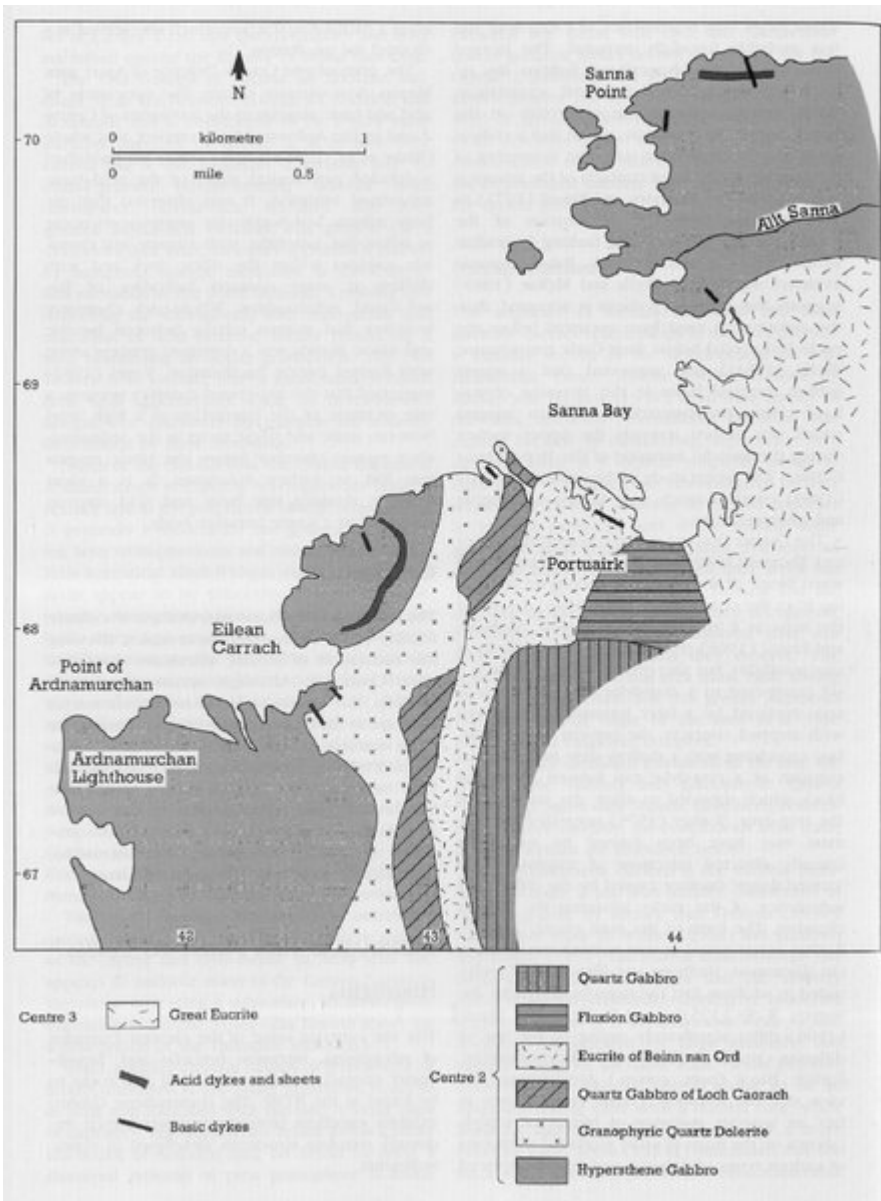 N
Sanna
Point
70
0 kilometre 1
0 mile 0.5
Allt Sanna
69
Sanna Bay
Portuairk
68
Eilean
Carrach
Point of
Ardnamurchan
Ardnamurchan
Lighthouse
67
42 43 44
Centre 3
Great Eucrite
Acid dykes and sheets
Basic dykes
Centre 2
Quartz Gabbro
Fluxion Gabbro
Eucrite of Beinn nan Ord
Quartz Gabbro of Loch Caorach
Granophyric Quartz Dolerite
Hypersthene Gabbro